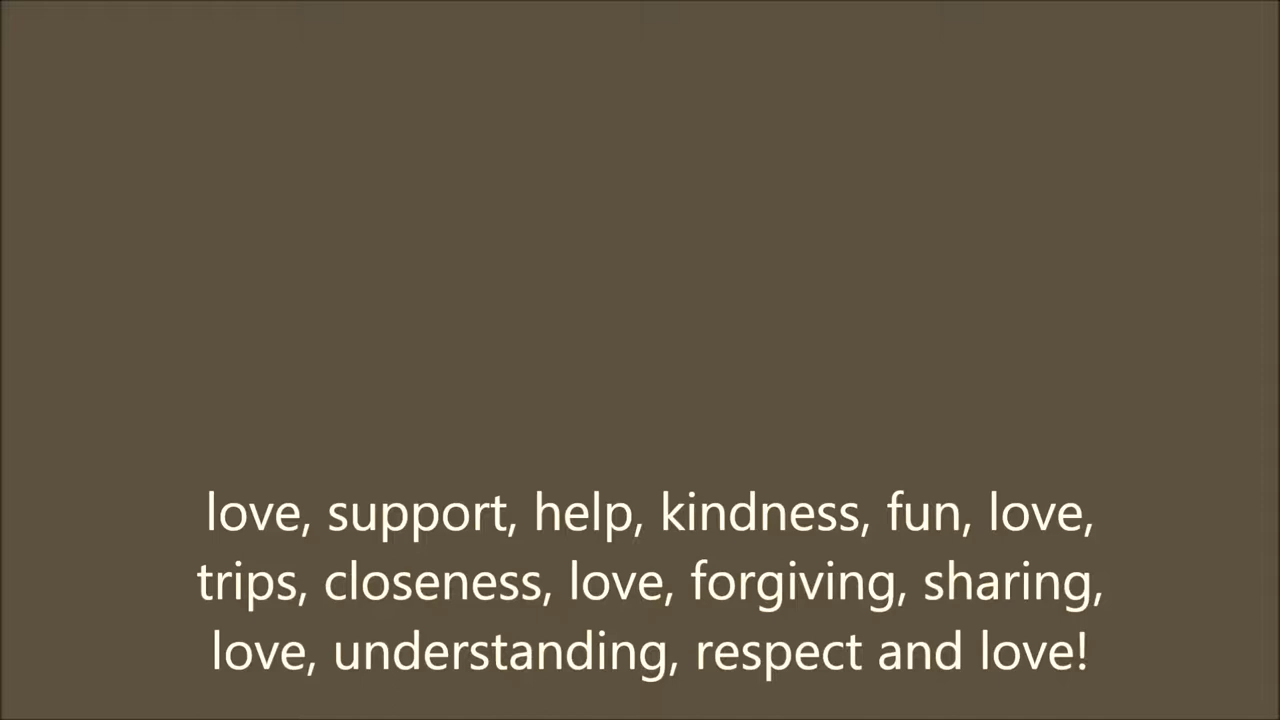 love, support, help, kindness, fun, love,
trips, closeness, love, forgiving, sharing,
love, understanding, respect and love!